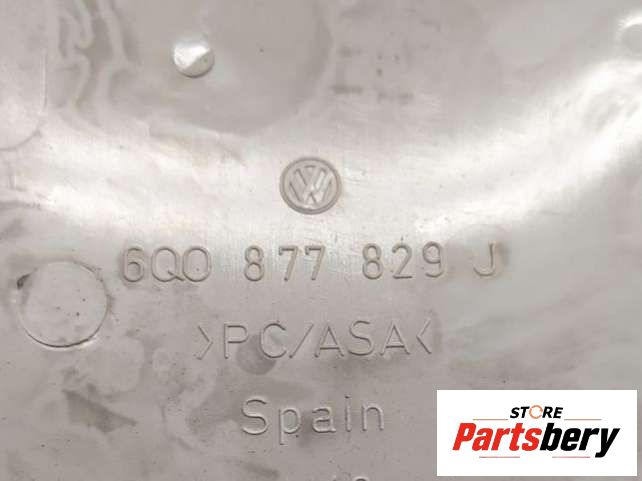 6Q0 877 829 J
>PC/ASA<
Spain
STORE
Partsbery